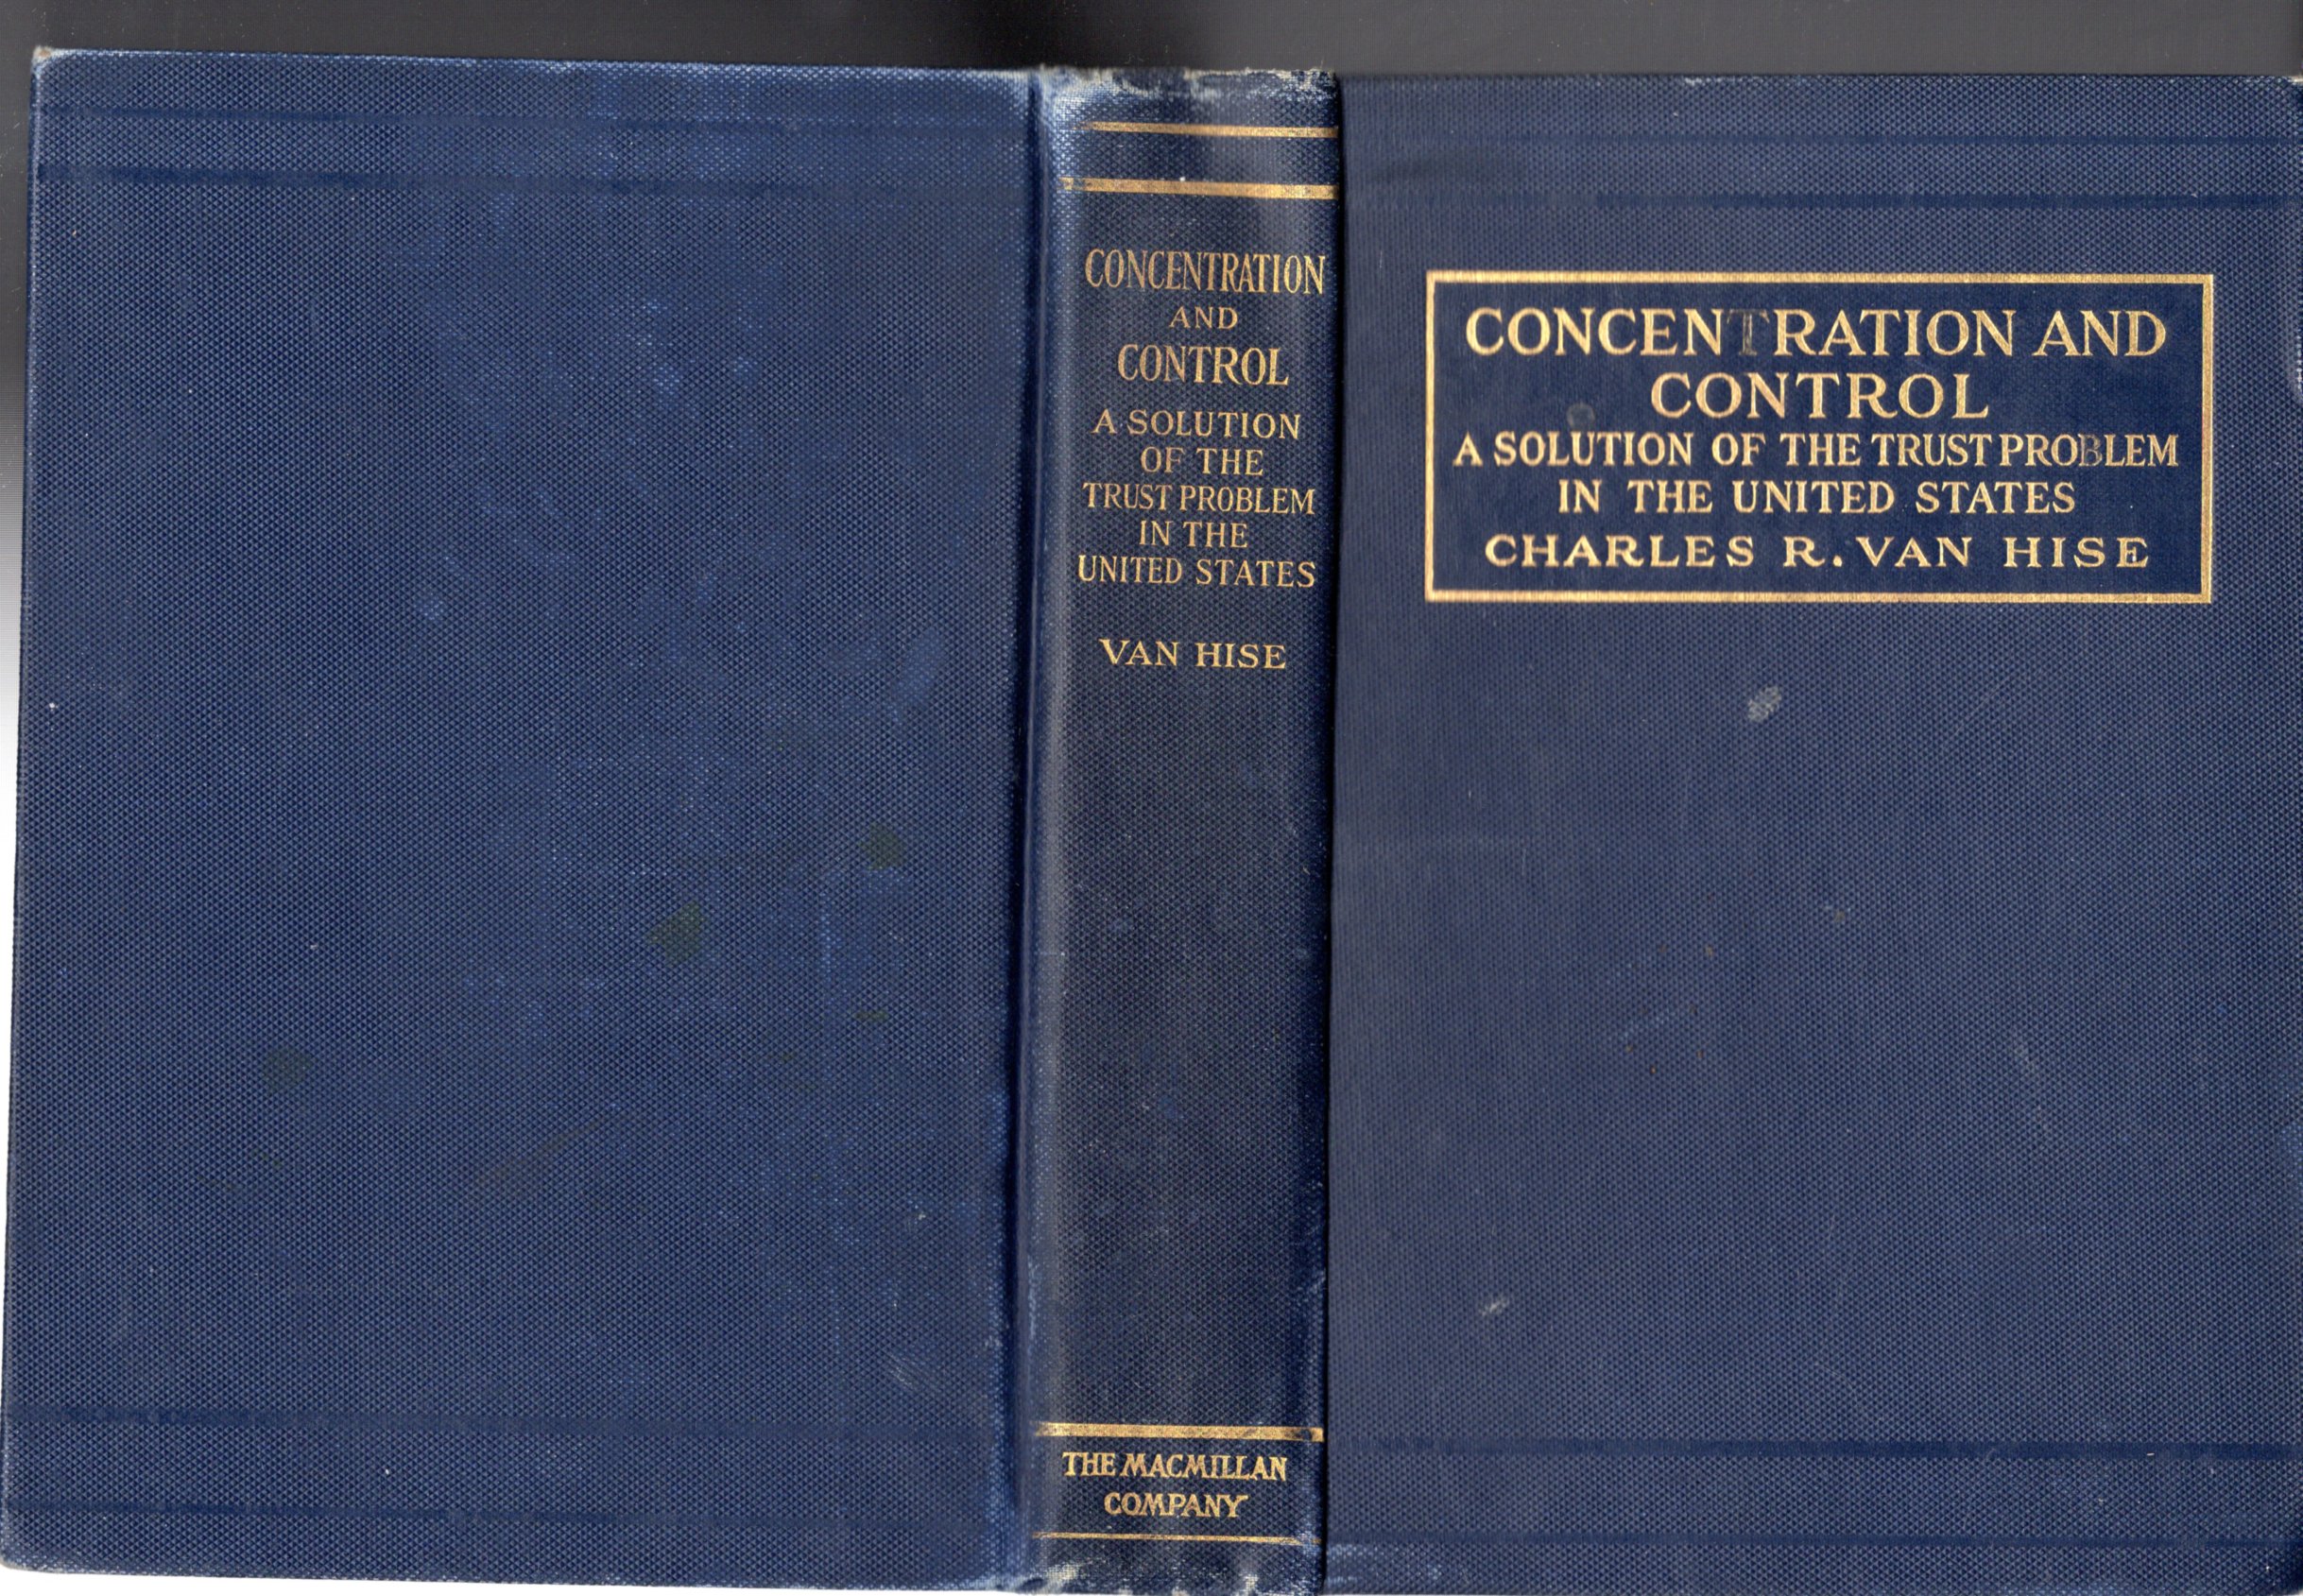 CONCENTRATION
AND
CONTROL
A SOLUTION
OF THE
TRUST PROBLEM
IN THE
UNITED STATES
VAN HISE
THE MACMILLAN
COMPANY
CONCENTRATION AND
CONTROL
A SOLUTION OF THE TRUST PROBLEM
IN THE UNITED STATES
CHARLES R. VAN HISE